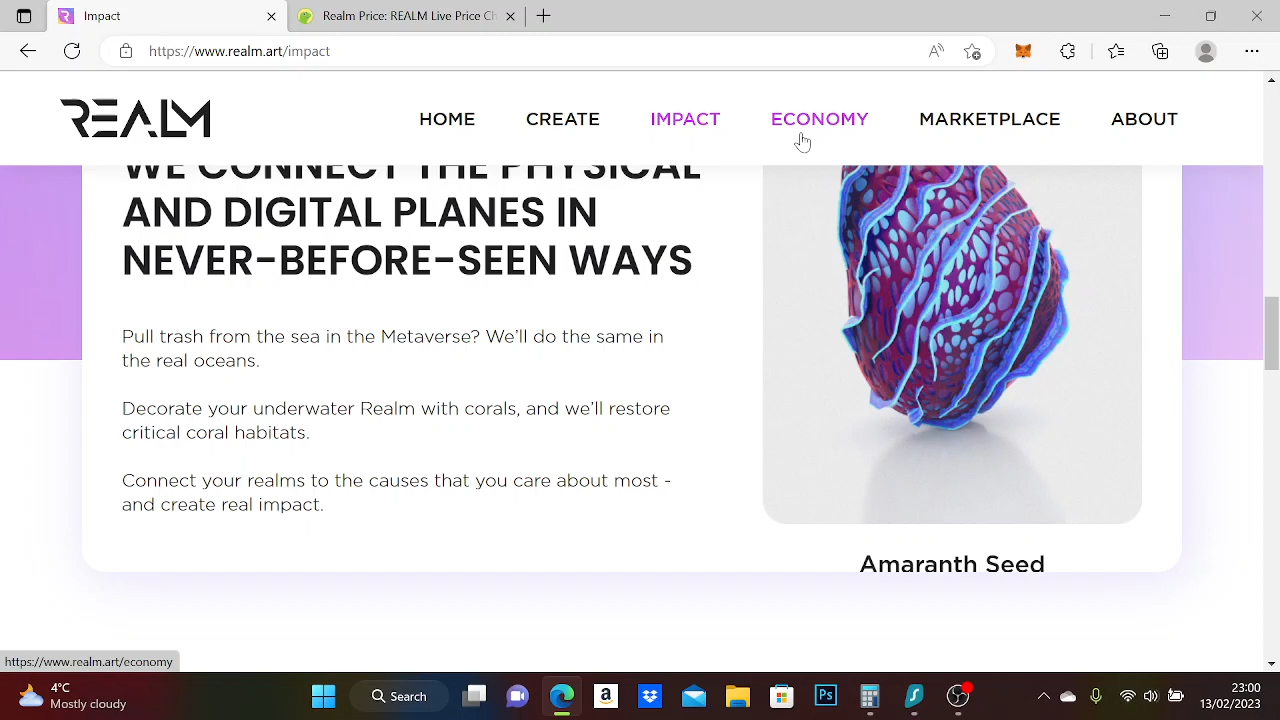 Impact
Realm Price: REALM Live Price Ch
https://www.realm.art/impact
REALM
HOME
CREATE
IMPACT
ECONOMY
MARKETPLACE
ABOUT
WE CONNECT THE PHYSICAL
AND DIGITAL PLANES IN
NEVER-BEFORE-SEEN WAYS
Pull trash from the sea in the Metaverse? We'll do the same in
the real oceans.
Decorate your underwater Realm with corals, and we'll restore
critical coral habitats.
Connect your realms to the causes that you care about most -
and create real impact.
Amaranth Seed
https://www.realm.art/economy
4°C
Mostly cloudy
Search
Ps
23:00
13/02/2023